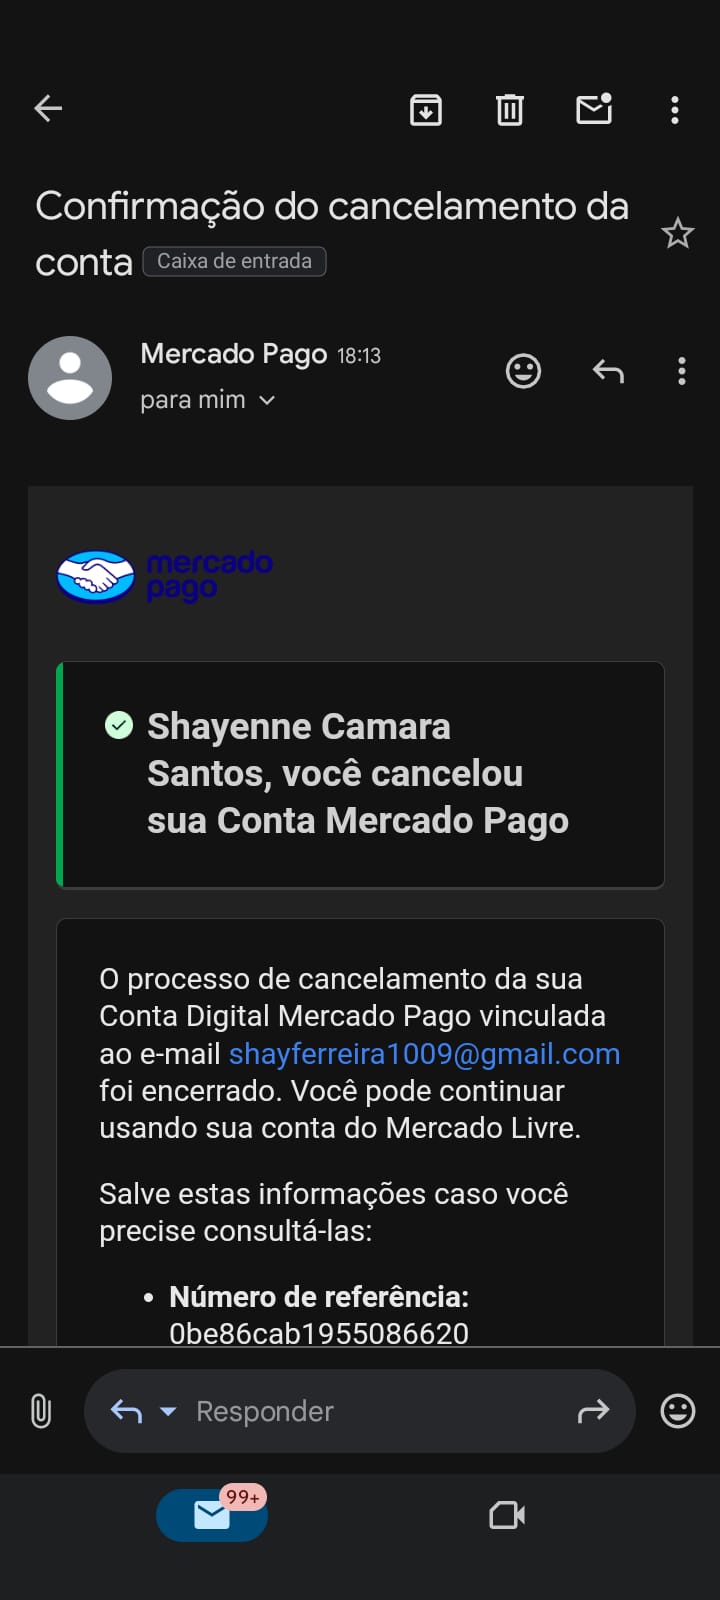 Confirmação do cancelamento da
conta Caixa de entrada
Mercado Pago 18:13
para mim
mercado
pago
Shayenne Camara
Santos, você cancelou
sua Conta Mercado Pago
O processo de cancelamento da sua
Conta Digital Mercado Pago vinculada
ao e-mail shayferreira1009@gmail.com
foi encerrado. Você pode continuar
usando sua conta do Mercado Livre.
Salve estas informações caso você
precise consultá-las:
• Número de referência:
0be86cab1955086620
Responder
99+